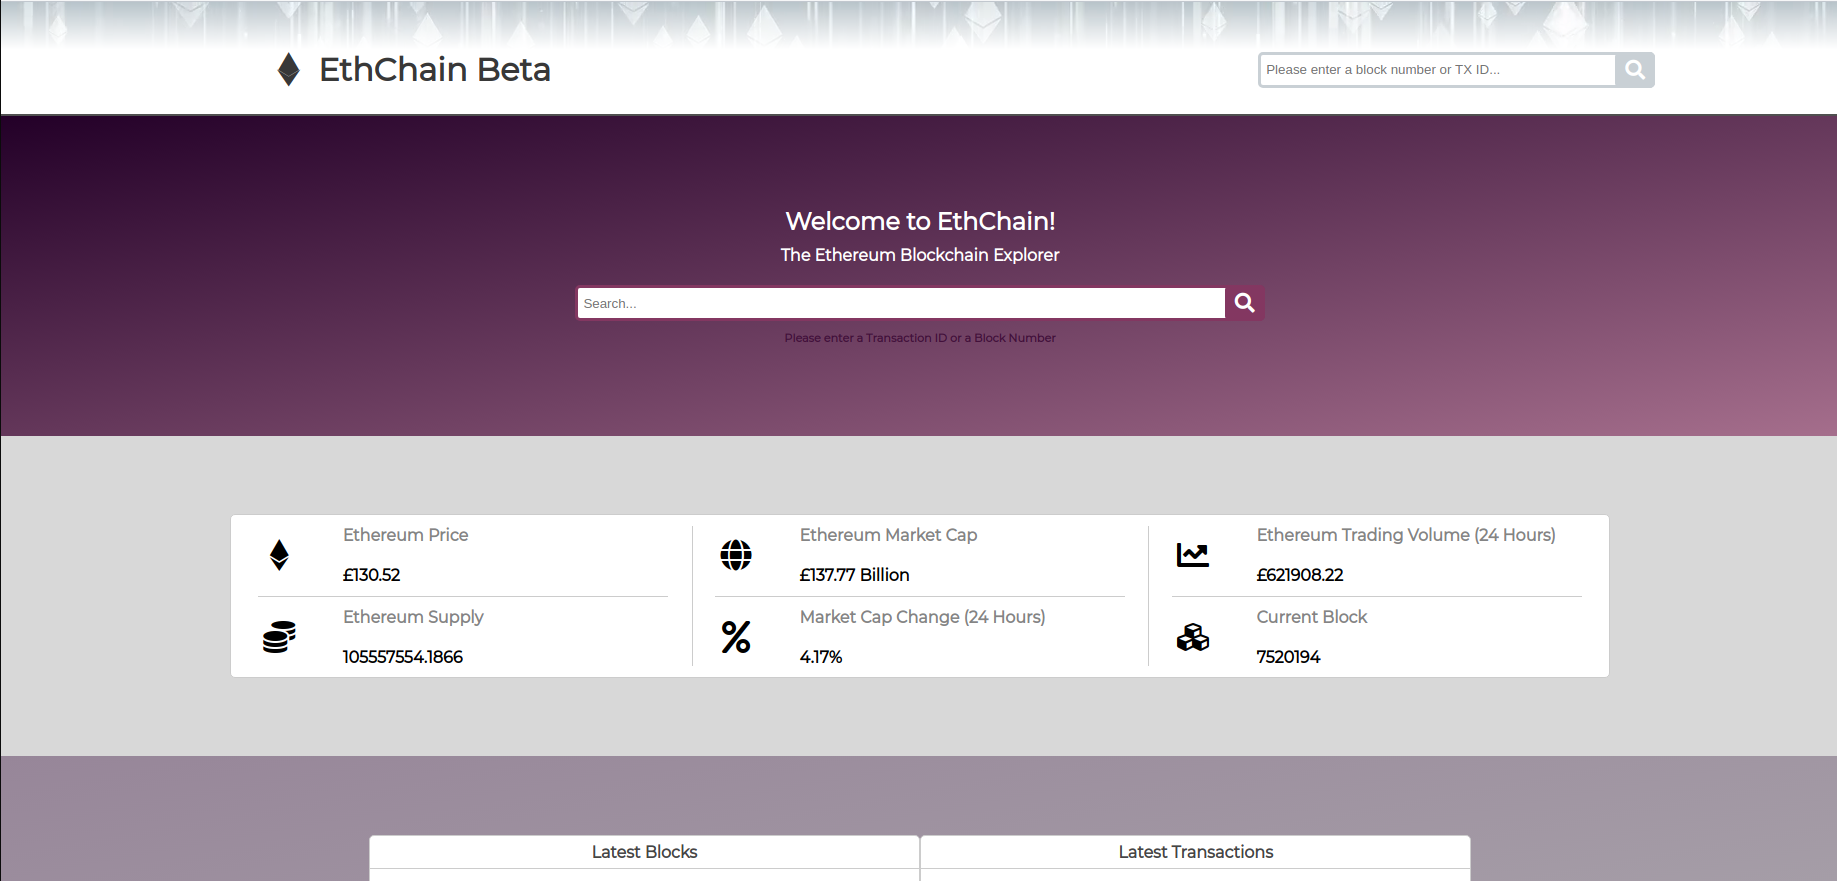 EthChain Beta
Please enter a block number or TX ID...
Welcome to EthChain!
The Ethereum Blockchain Explorer
Search...
Please enter a Transaction ID or a Block Number
Ethereum Price
£130.52
Ethereum Market Cap
£137.77 Billion
Ethereum Trading Volume (24 Hours)
£621908.22
Ethereum Supply
105557554.1866
Market Cap Change (24 Hours)
4.17%
Current Block
7520194
Latest Blocks
Latest Transactions